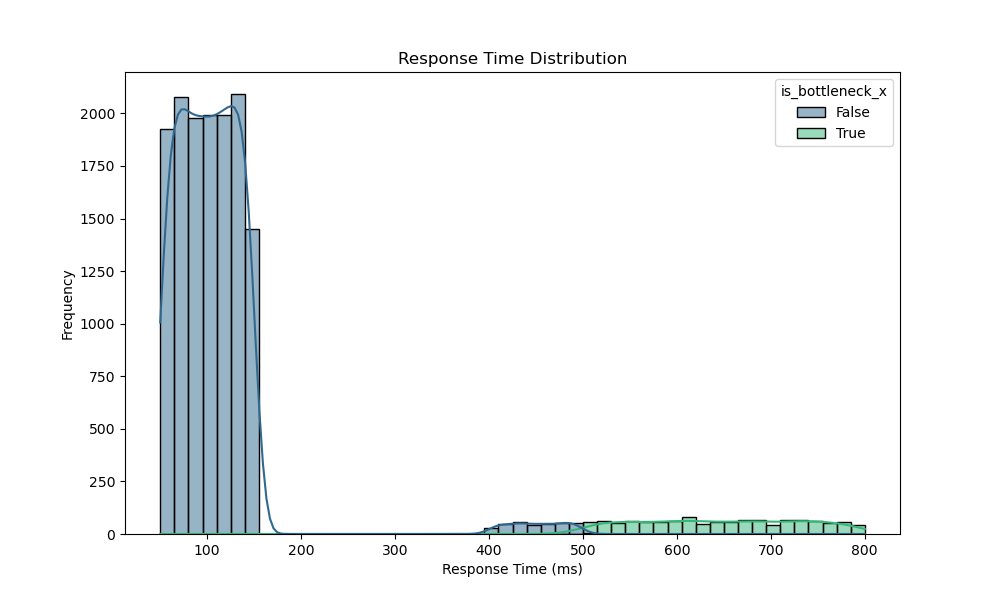 Response Time Distribution
is_bottleneck_x
False
True
Frequency
2000
1750
1500
1250
1000
750
500
250
0
100 200 300 400 500 600 700 800
Response Time (ms)